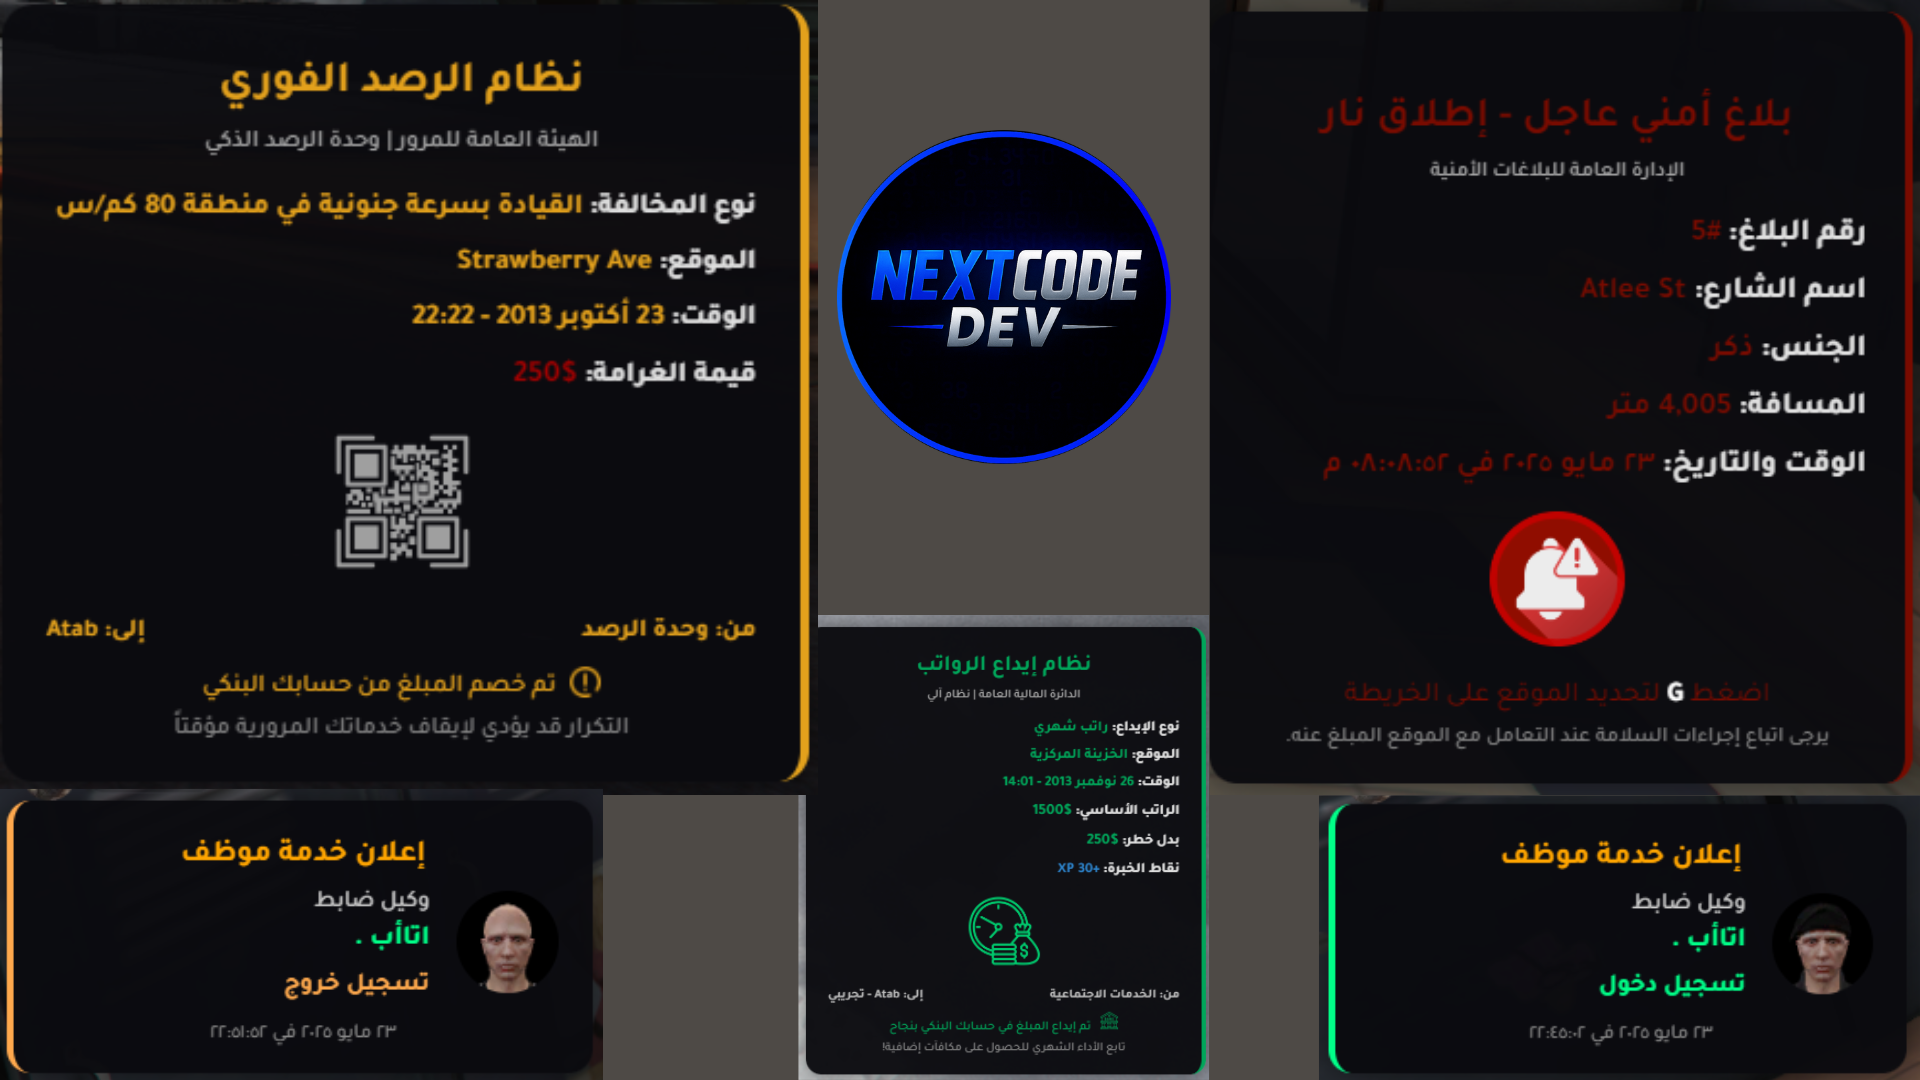 نظام الرصد الفوري
الهيئة العامة للمرور | وحدة الرصد الذكي
نوع المخالفة: القيادة بسرعة جنونية في منطقة 80 كم/س
الموقع: Strawberry Ave
الوقت: 23 أكتوبر 2013 - 22:22
قيمة الغرامة: 250$
من: وحدة الرصد
إلى: Atab
تم خصم المبلغ من حسابك البنكي
التكرار قد يؤدي لإيقاف خدماتك المرورية مؤقتاً
NEXTCODE
DEV
بلاغ أمني عاجل - إطلاق نار
الإدارة العامة للبلاغات الأمنية
رقم البلاغ: #5
اسم الشارع: Atlee St
الجنس: ذكر
المسافة: 4,005 متر
الوقت والتاريخ: ٢٣ مايو ٢٠٢٥ في ٠٨:٠٨:٥٢ م
اضغط G لتحديد الموقع على الخريطة
يرجى اتباع إجراءات السلامة عند التعامل مع الموقع المبلغ عنه.
نظام إيداع الرواتب
الدائرة المالية العامة | نظام آلي
نوع الإيداع: راتب شهري
الموقع: الخزينة المركزية
الوقت: 26 نوفمبر 2013 - 14:01
الراتب الأساسي: 1500$
بدل خطر: 250$
نقاط الخبرة: +30 XP
من: الخدمات الاجتماعية
إلى: Atab - تجريبي
تم إيداع المبلغ في حسابك البنكي بنجاح
تابع الأداء الشهري للحصول على مكافآت إضافية!
إعلان خدمة موظف
وكيل ضابط
اتاأب .
تسجيل خروج
٢٣ مايو ٢٠٢٥ في ٢٢:٥١:٥٢
إعلان خدمة موظف
وكيل ضابط
اتاأب .
تسجيل دخول
٢٣ مايو ٢٠٢٥ في ٢٢:٤٥:٠٢